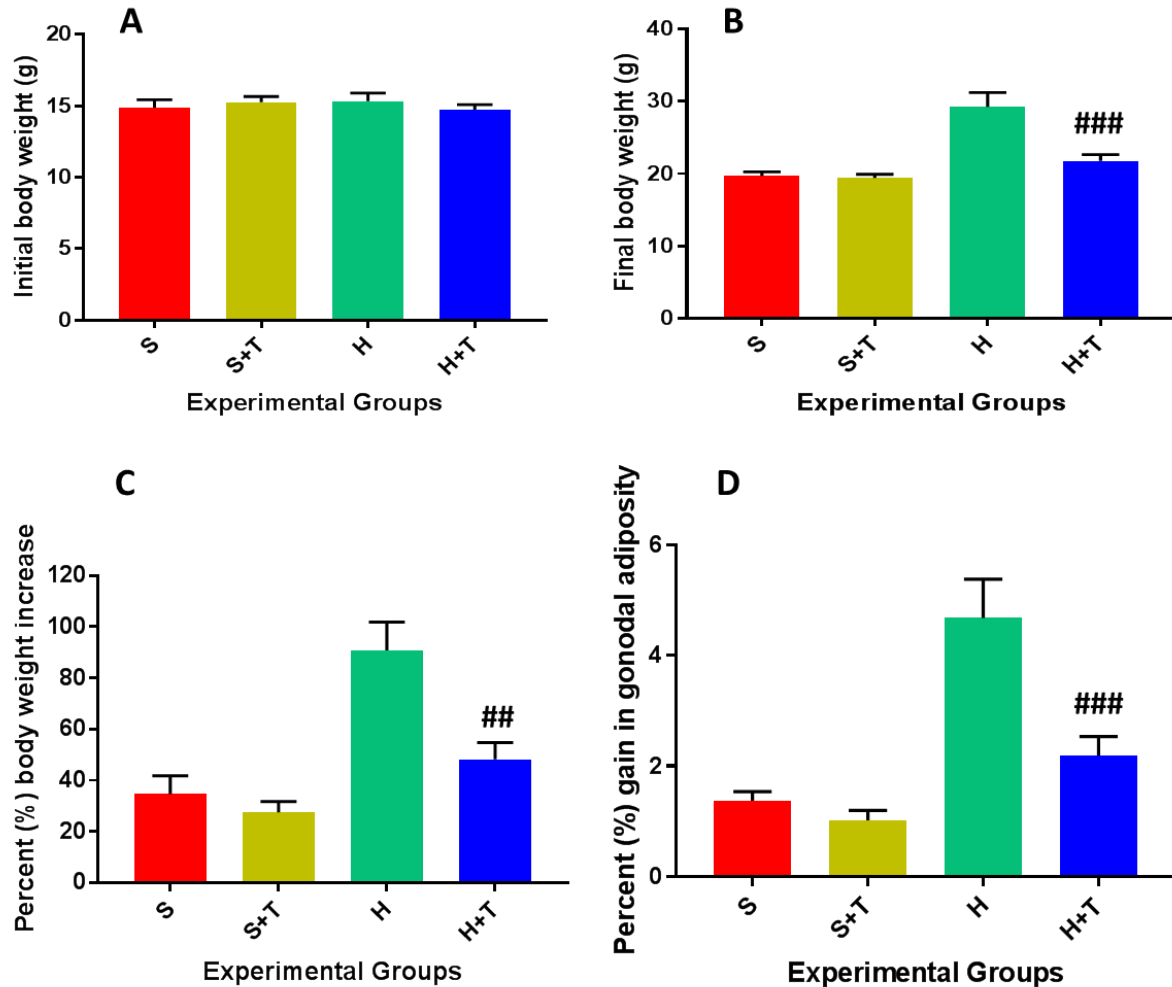 A
Initial body weight (g)
20
15
10
5
0
S
S+T
H
H+T
Experimental Groups
B
Final body weight (g)
40
30
20
10
0
###
S
S+T
H
H+T
Experimental Groups
C
Percent (%) body weight increase
120
100
80
60
40
20
0
##
S
S+T
H
H+T
Experimental Groups
D
Percent (%) gain in gonodal adiposity
6
4
2
0
###
S
S+T
H
H+T
Experimental Groups